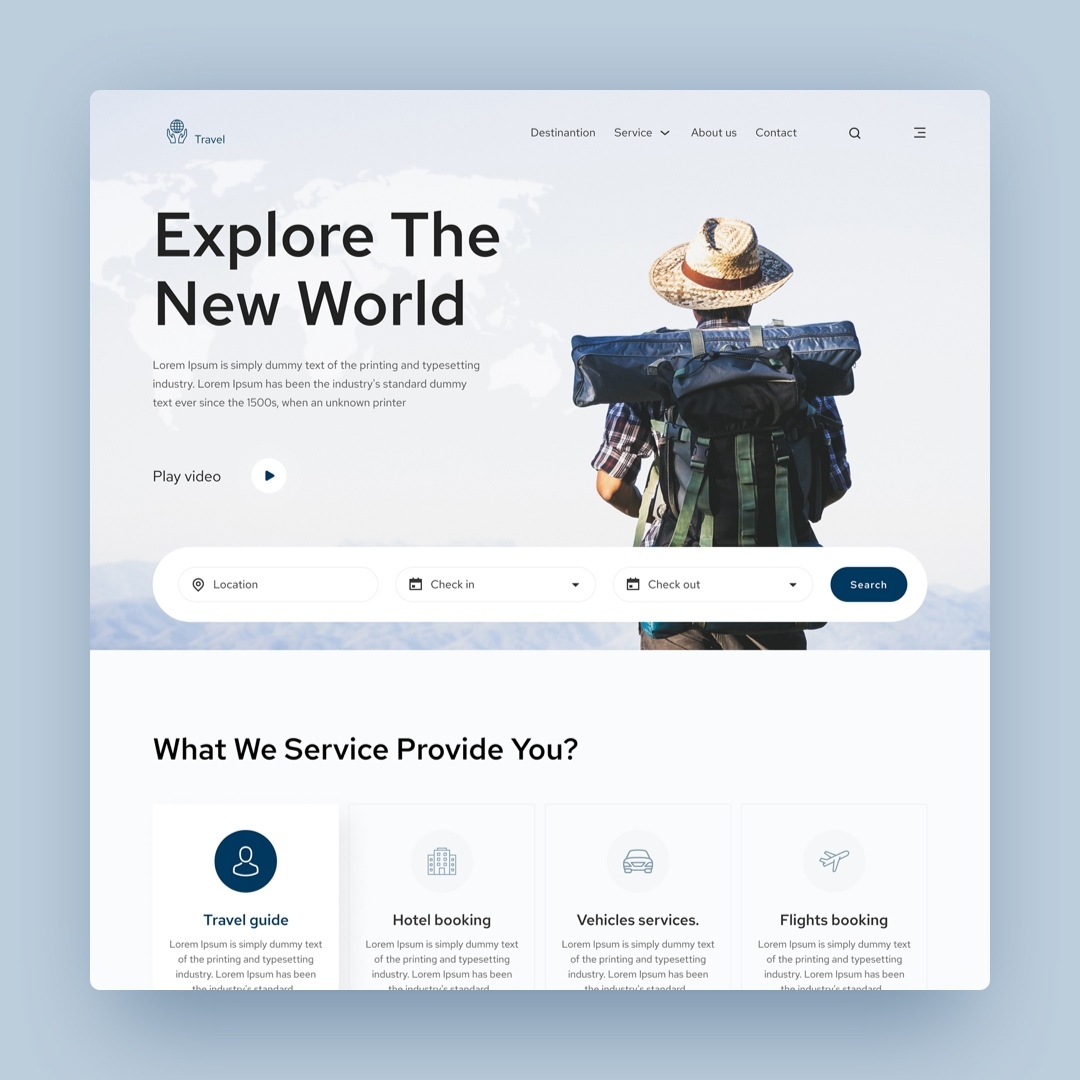 Travel
Destinantion Service About us Contact
Explore The
New World
Lorem Ipsum is simply dummy text of the printing and typesetting
industry. Lorem Ipsum has been the industry's standard dummy
text ever since the 1500s, when an unknown printer
Play video
Location Check in Check out Search
What We Service Provide You?
Travel guide
Lorem Ipsum is simply dummy text
of the printing and typesetting
industry. Lorem Ipsum has been
the industry's standard
Hotel booking
Lorem Ipsum is simply dummy text
of the printing and typesetting
industry. Lorem Ipsum has been
the industry's standard
Vehicles services.
Lorem Ipsum is simply dummy text
of the printing and typesetting
industry. Lorem Ipsum has been
the industry's standard
Flights booking
Lorem Ipsum is simply dummy text
of the printing and typesetting
industry. Lorem Ipsum has been
the industry's standard